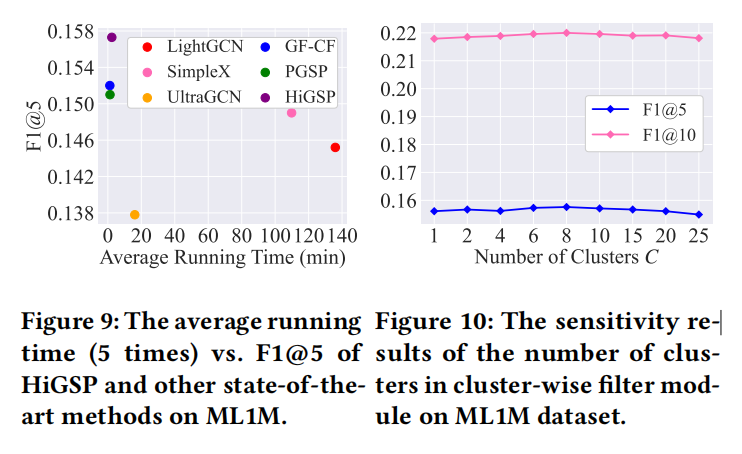 F1@5
0.158
0.154
0.150
0.146
0.142
0.138
LightGCN
SimpleX
UltraGCN
GF-CF
PGSP
HiGSP
0 20 40 60 80 100 120 140
Average Running Time (min)
0.22
0.21
0.20
0.19
0.18
0.17
0.16
F1@5
F1@10
1 2 4 6 8 10 15 20 25
Number of Clusters C
Figure 9: The average running
time (5 times) vs. F1@5 of
HiGSP and other state-of-the-
art methods on ML1M.
Figure 10: The sensitivity re-
sults of the number of clus-
ters in cluster-wise filter mod-
ule on ML1M dataset.